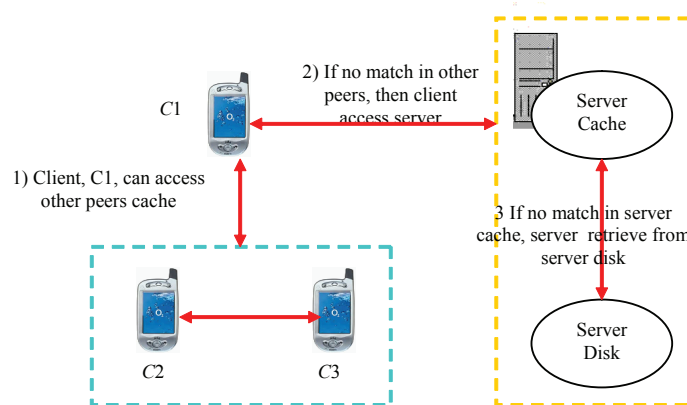 2) If no match in other
peers, then client
access server
C1
Server
Cache
1) Client, C1, can access
other peers cache
3 If no match in server
cache, server retrieve from
server disk
C2
C3
Server
Disk